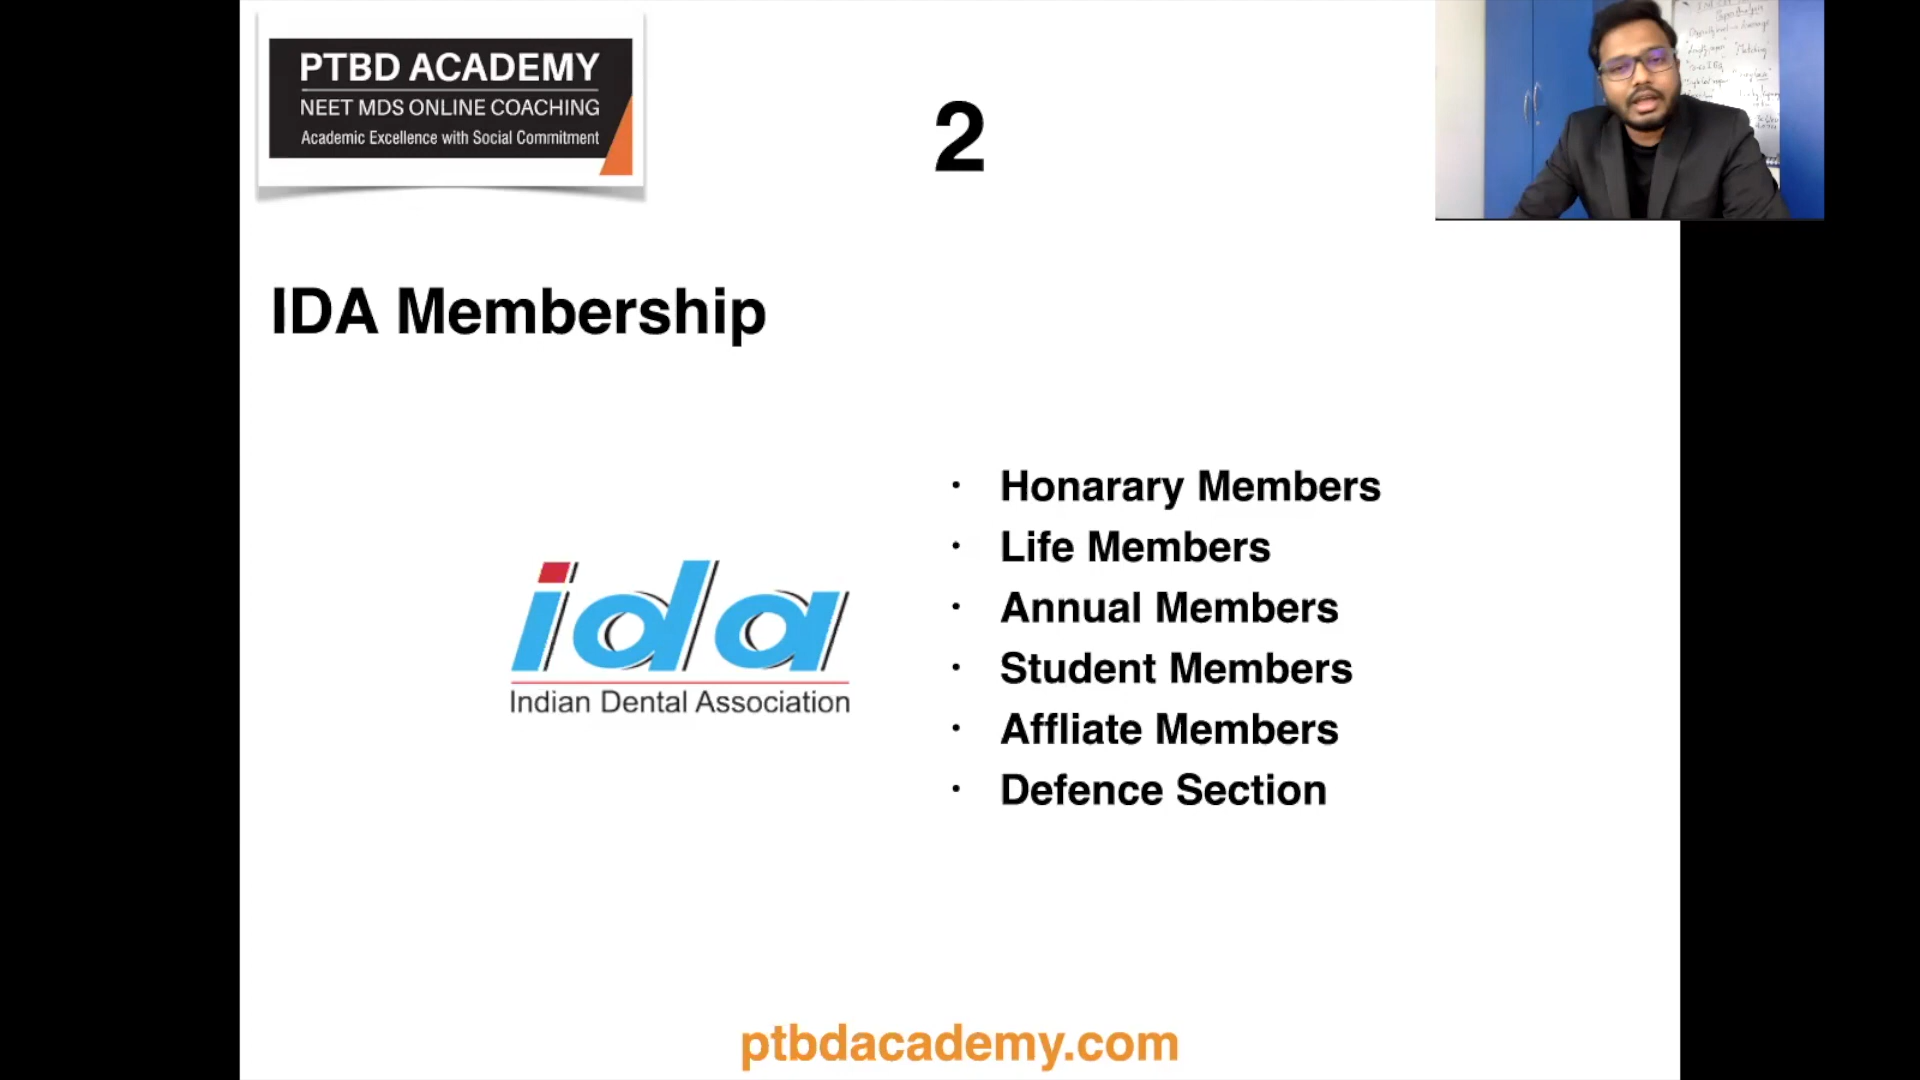 PTBD ACADEMY
NEET MDS ONLINE COACHING
Academic Excellence with Social Commitment
2
IDA Membership
· Honarary Members
· Life Members
· Annual Members
· Student Members
· Affliate Members
· Defence Section
ida
Indian Dental Association
ptbdacademy.com